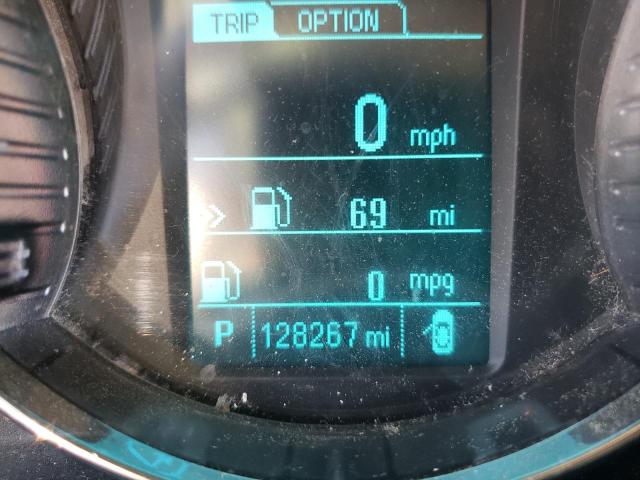 TRIP OPTION
0 mph
69 mi
0 mpg
P 128267 mi